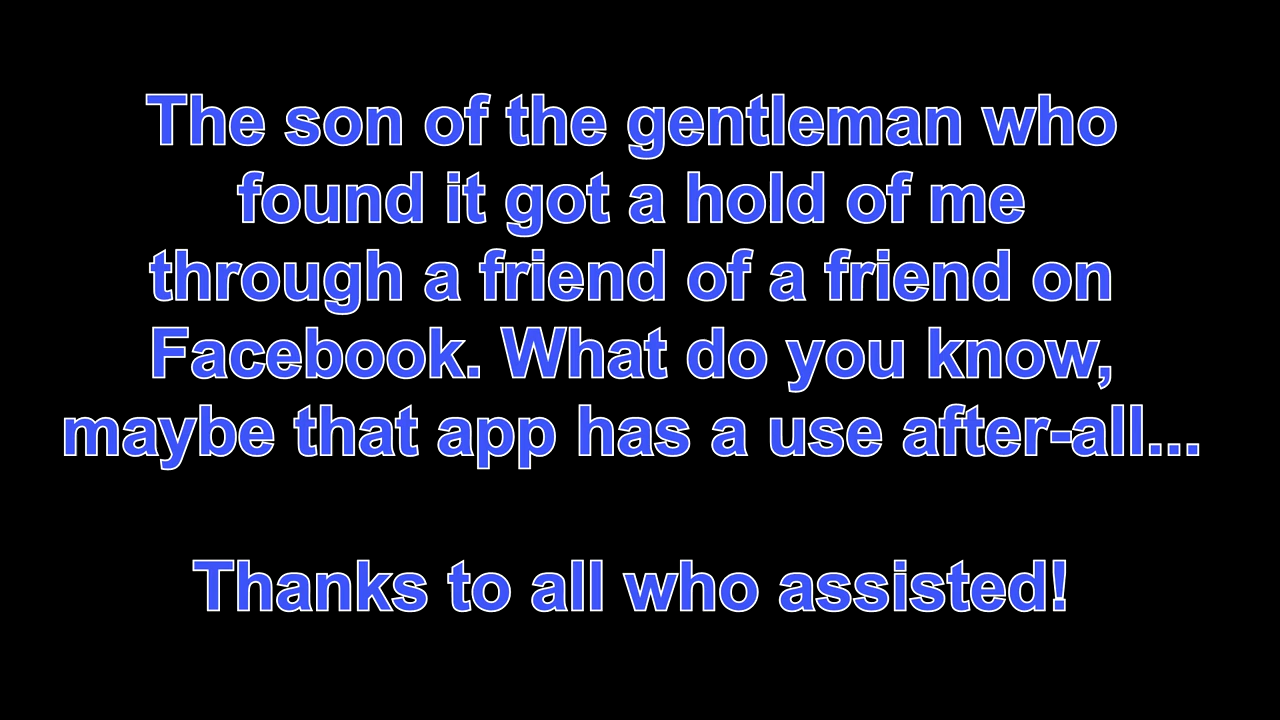 The son of the gentleman who
found it got a hold of me
through a friend of a friend on
Facebook. What do you know,
maybe that app has a use after-all...
Thanks to all who assisted!